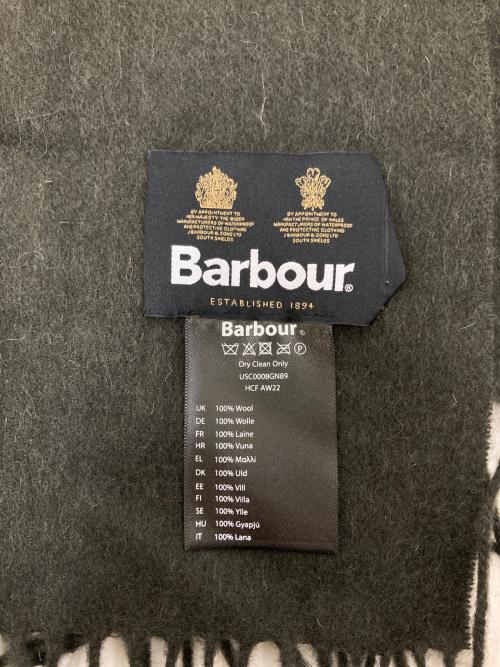 BY APPOINTMENT TO
HER MAJESTY THE QUEEN
MANUFACTURERS OF WATERPROOF
AND PROTECTIVE CLOTHING
J BARBOUR & SONS LTD
SOUTH SHIELDS
BY APPOINTMENT TO
HRH THE PRINCE OF WALES
MANUFACTURERS OF WATERPROOF
AND PROTECTIVE CLOTHING
J BARBOUR & SONS LTD
SOUTH SHIELDS
Barbour®
ESTABLISHED 1894
Barbour®
P
Dry Clean Only
USC0008GN89
HCF AW22
UK 100% Wool
DE 100% Wolle
FR 100% Laine
HR 100% Vuna
EL 100% Μαλλί
DK 100% Uld
EE 100% Vill
FI 100% Villa
SE 100% Ylle
HU 100% Gyapjú
IT 100% Lana